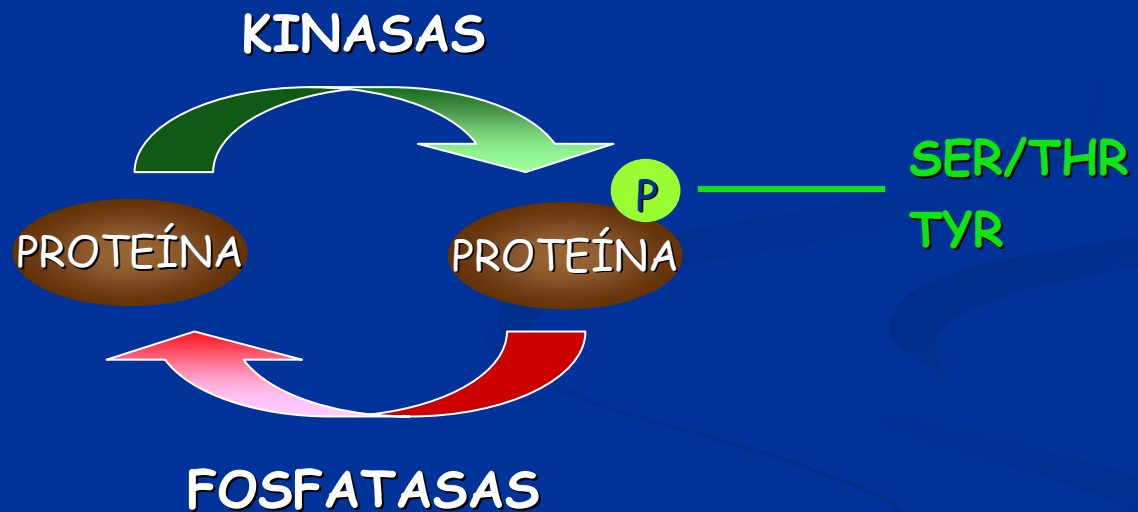 KINASAS
P
SER/THR
TYR
PROTEÍNA
PROTEÍNA
FOSFATASAS